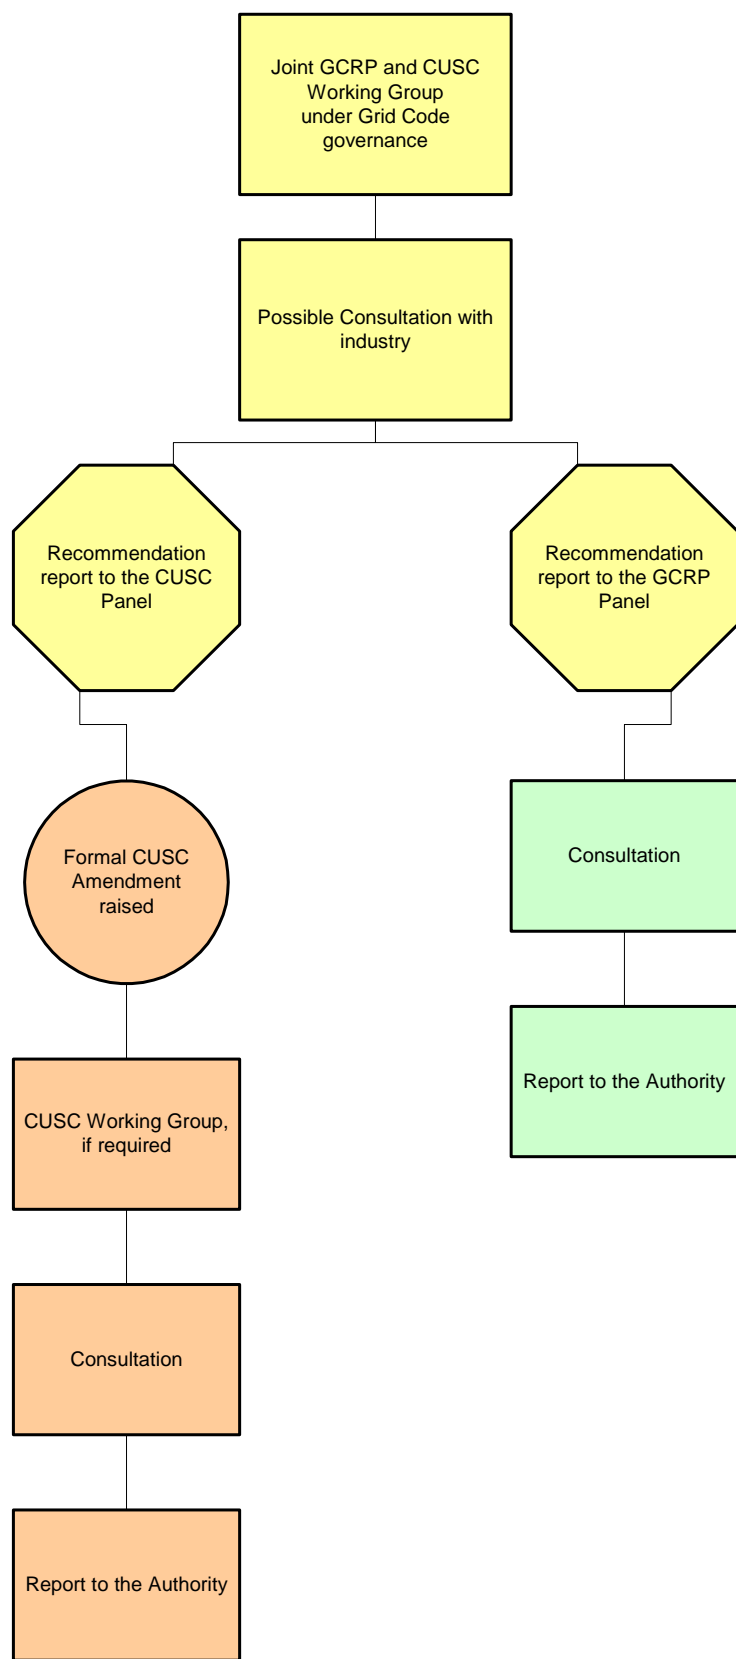 Joint GCRP and CUSC
Working Group
under Grid Code
governance
Possible Consultation with
industry
Recommendation
report to the CUSC
Panel
Recommendation
report to the GCRP
Panel
Formal CUSC
Amendment
raised
Consultation
CUSC Working Group,
if required
Report to the Authority
Consultation
Report to the Authority